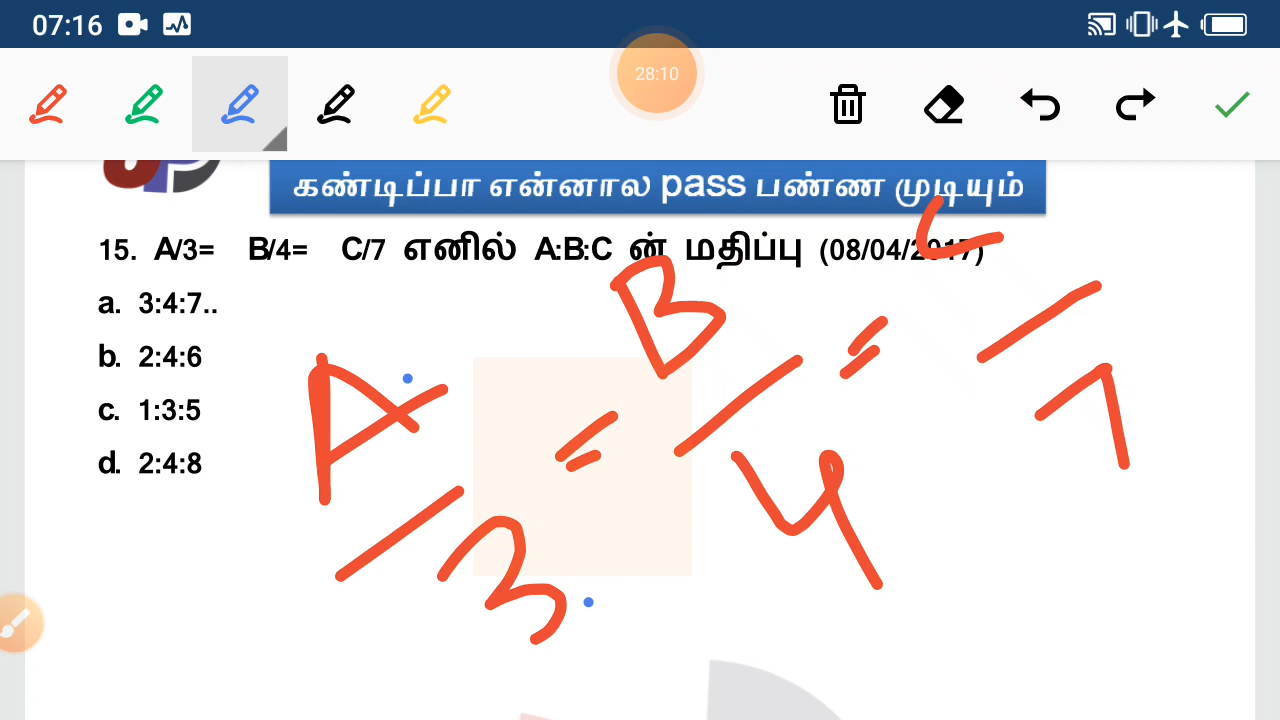 07:16
28:10
கண்டிப்பா என்னால pass பண்ண முடியும்
15. A/3= B/4= C/7 எனில் A:B:C ன் மதிப்பு (08/04/2017)
a. 3:4:7..
b. 2:4:6
c. 1:3:5
d. 2:4:8
A/3 = B/4 = C/7